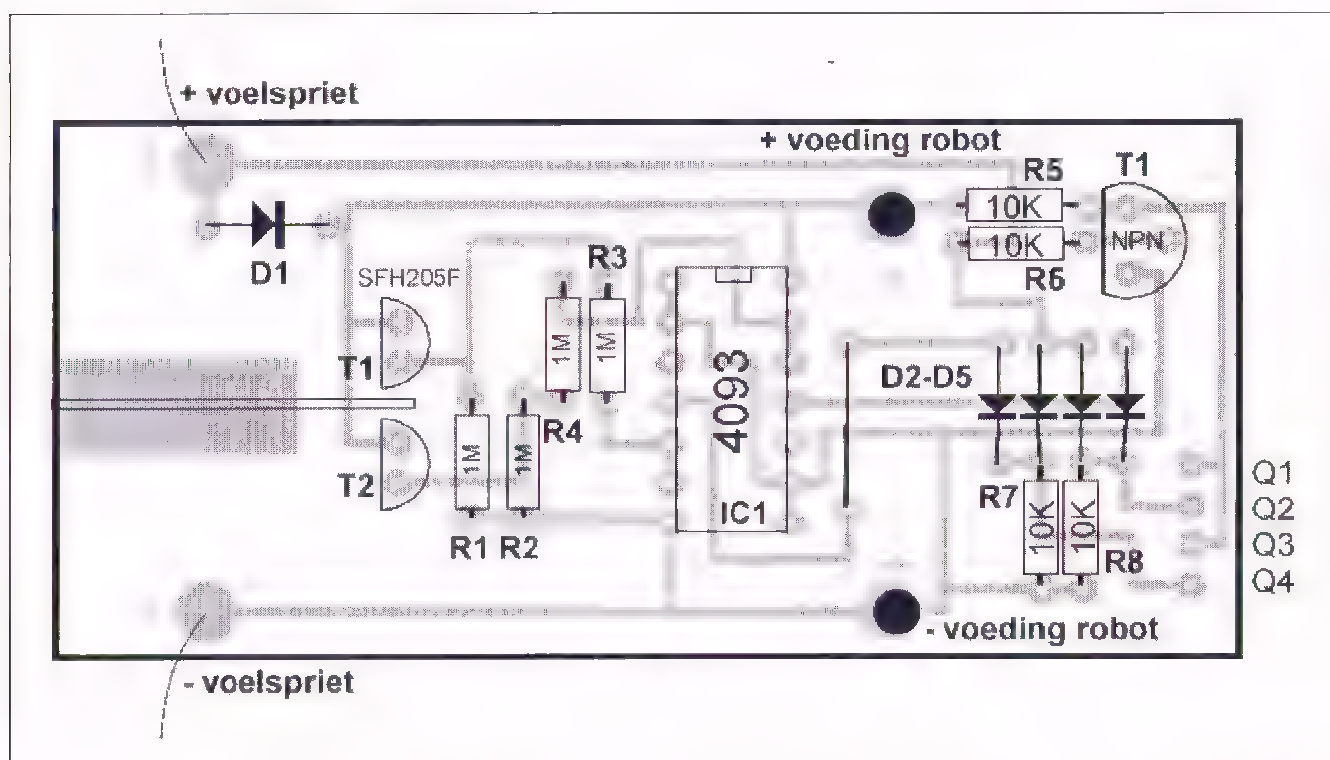 + voelspriet
+ voeding robot
R5
T1
10K
10K
NPN
R6
D1
SFH205F
R3
T1
1M
1M
4093
D2-D5
R4
T2
1M
1M
IC1
R7
10K
10K
R8
R1 R2
Q1
Q2
Q3
Q4
- voeding robot
- voelspriet